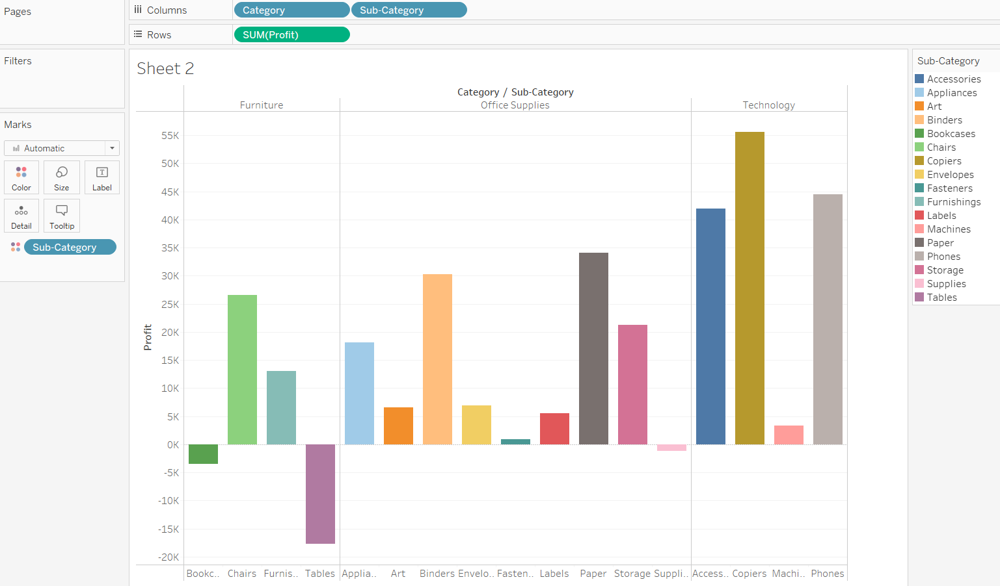 Pages
Columns
Category
Sub-Category
Rows
SUM(Profit)
Filters
Marks
Automatic
Color
Size
T
Label
Detail
Tooltip
Sub-Category
Sheet 2
Category / Sub-Category
Furniture
Office Supplies
Technology
Profit
55K
50K
45K
40K
35K
30K
25K
20K
15K
10K
5K
0K
-5K
-10K
-15K
-20K
Bookc.. Chairs Furnis.. Tables Applia.. Art Binders Envelo.. Fasten.. Labels Paper Storage Suppli.. Access.. Copiers Machi.. Phones
Sub-Category
Accessories
Appliances
Art
Binders
Bookcases
Chairs
Copiers
Envelopes
Fasteners
Furnishings
Labels
Machines
Paper
Phones
Storage
Supplies
Tables